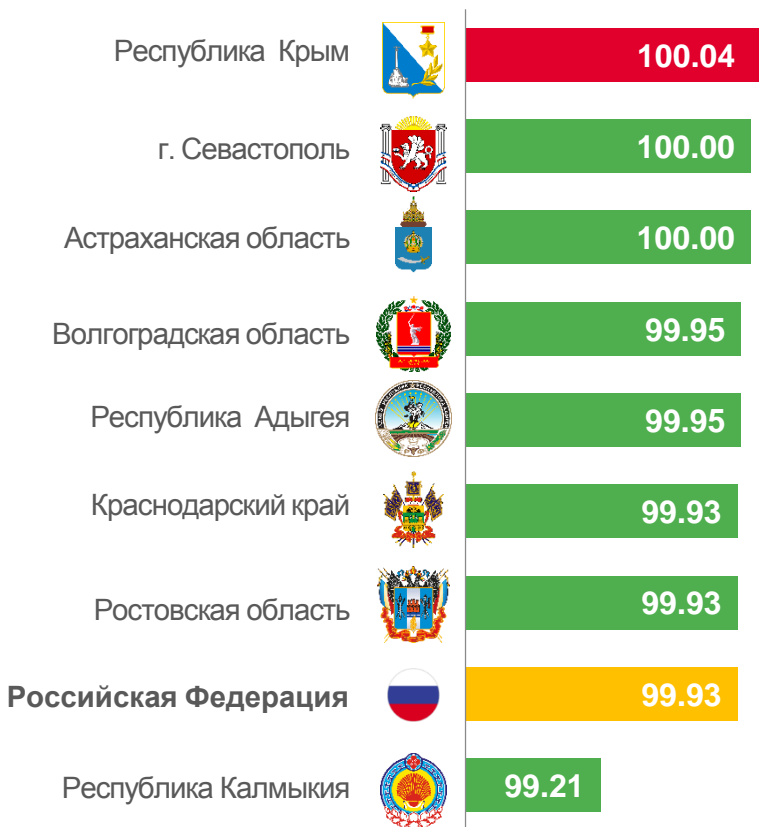 Республика Крым
100.04
г. Севастополь
100.00
Астраханская область
100.00
Волгоградская область
99.95
Республика Адыгея
99.95
Краснодарский край
99.93
Ростовская область
99.93
Российская Федерация
99.93
Республика Калмыкия
99.21